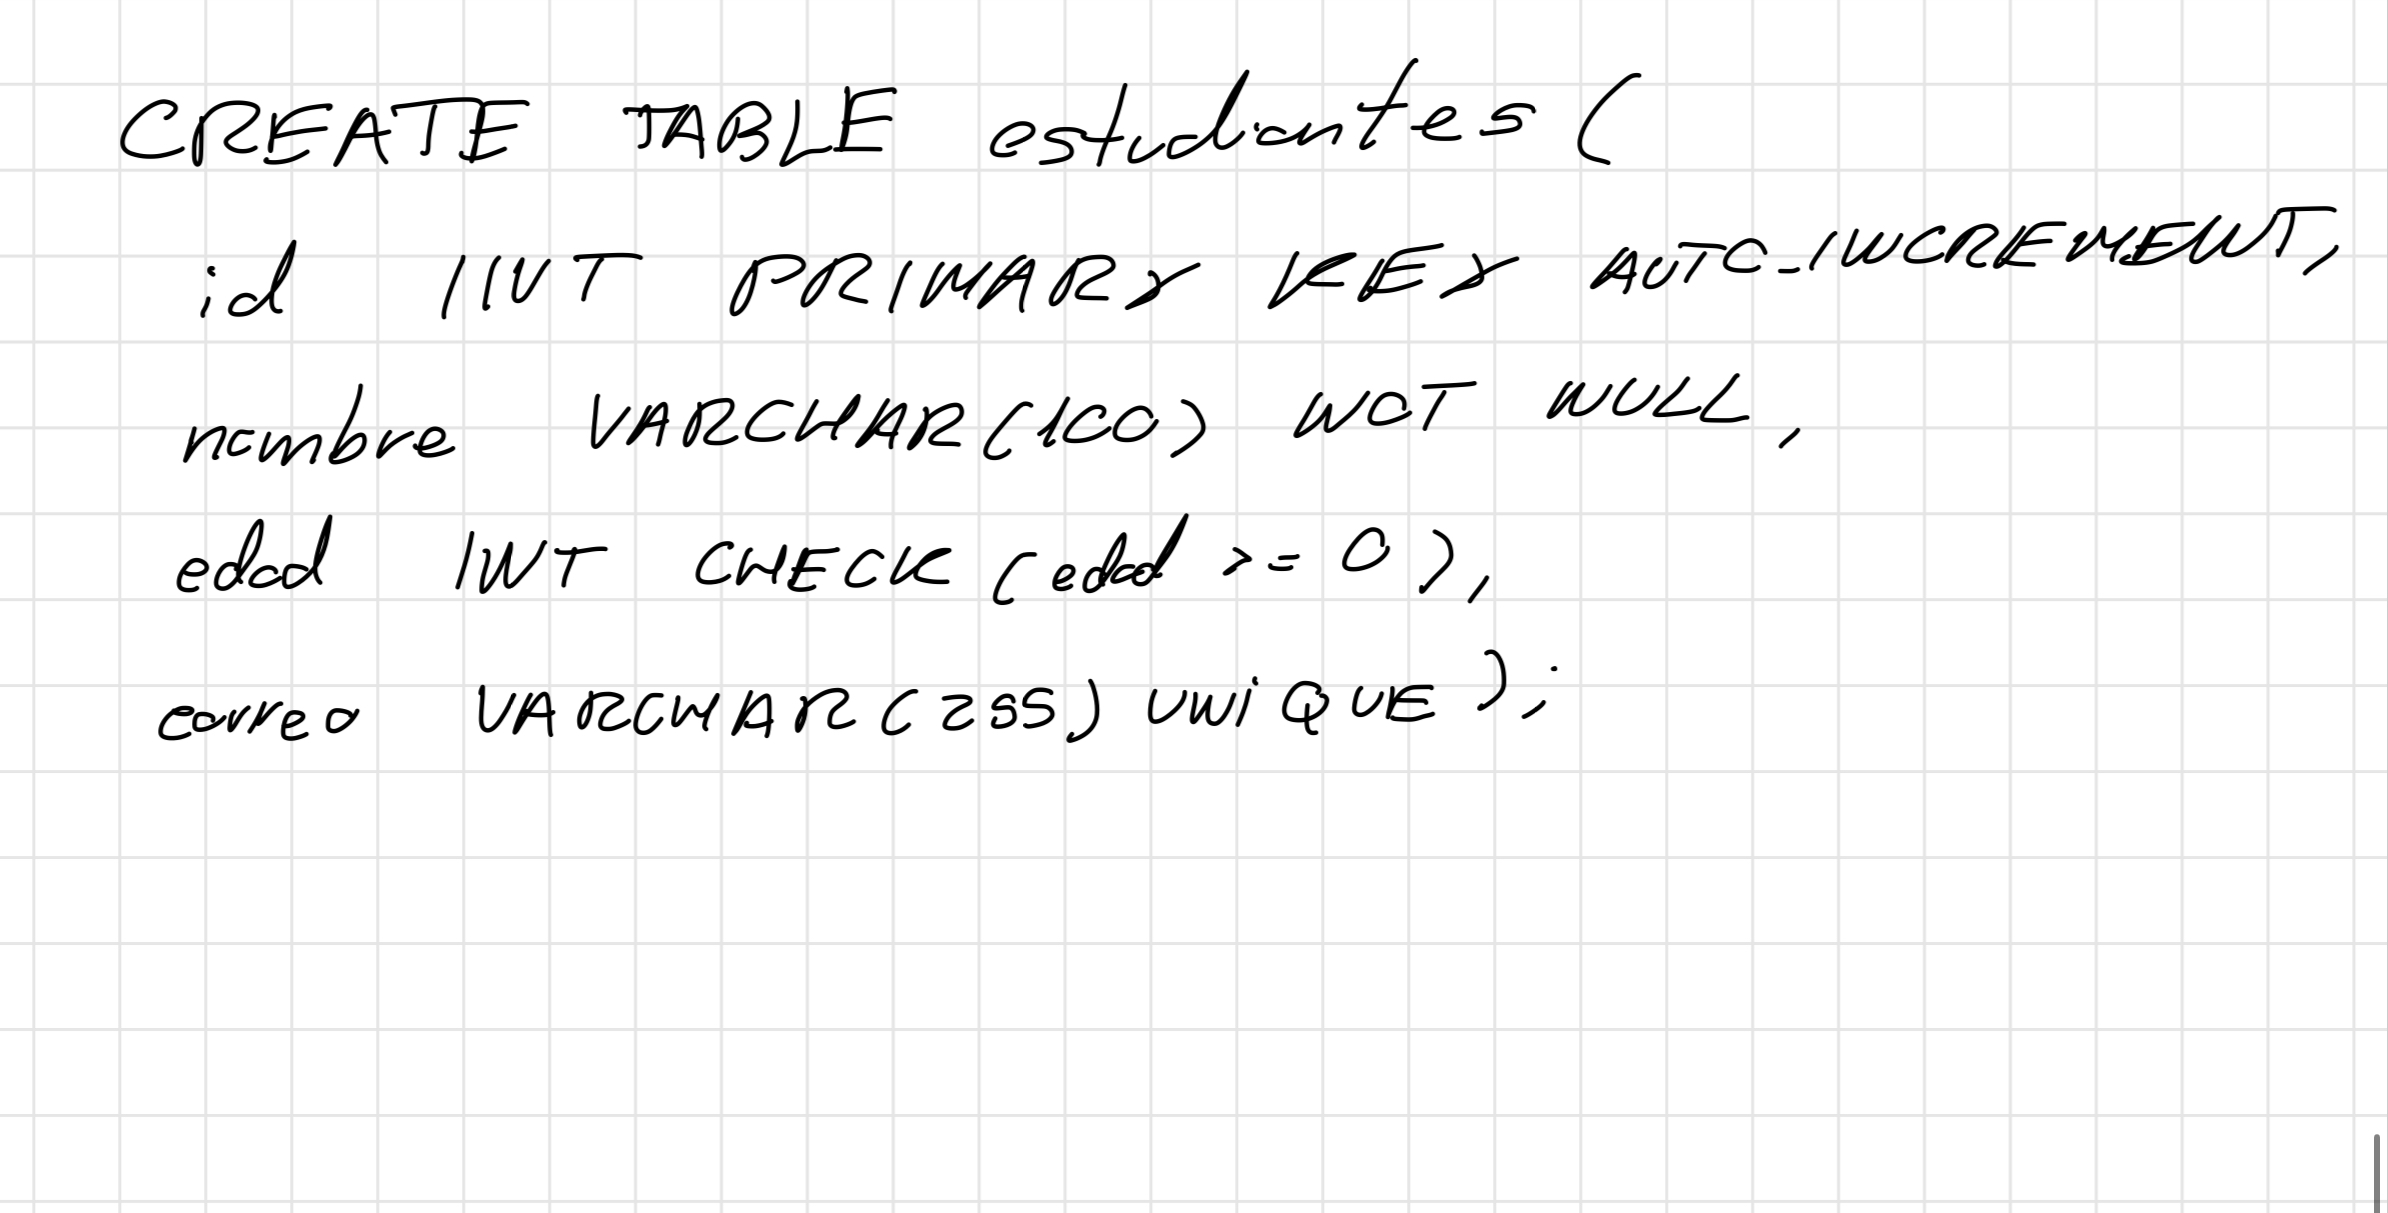 CREATE TABLE estudiantes (
id INT PRIMARY KEY AUTO_INCREMENT,
nombre VARCHAR(100) NOT NULL,
edad INT CHECK (edad >= 0),
correo VARCHAR(255) UNIQUE);